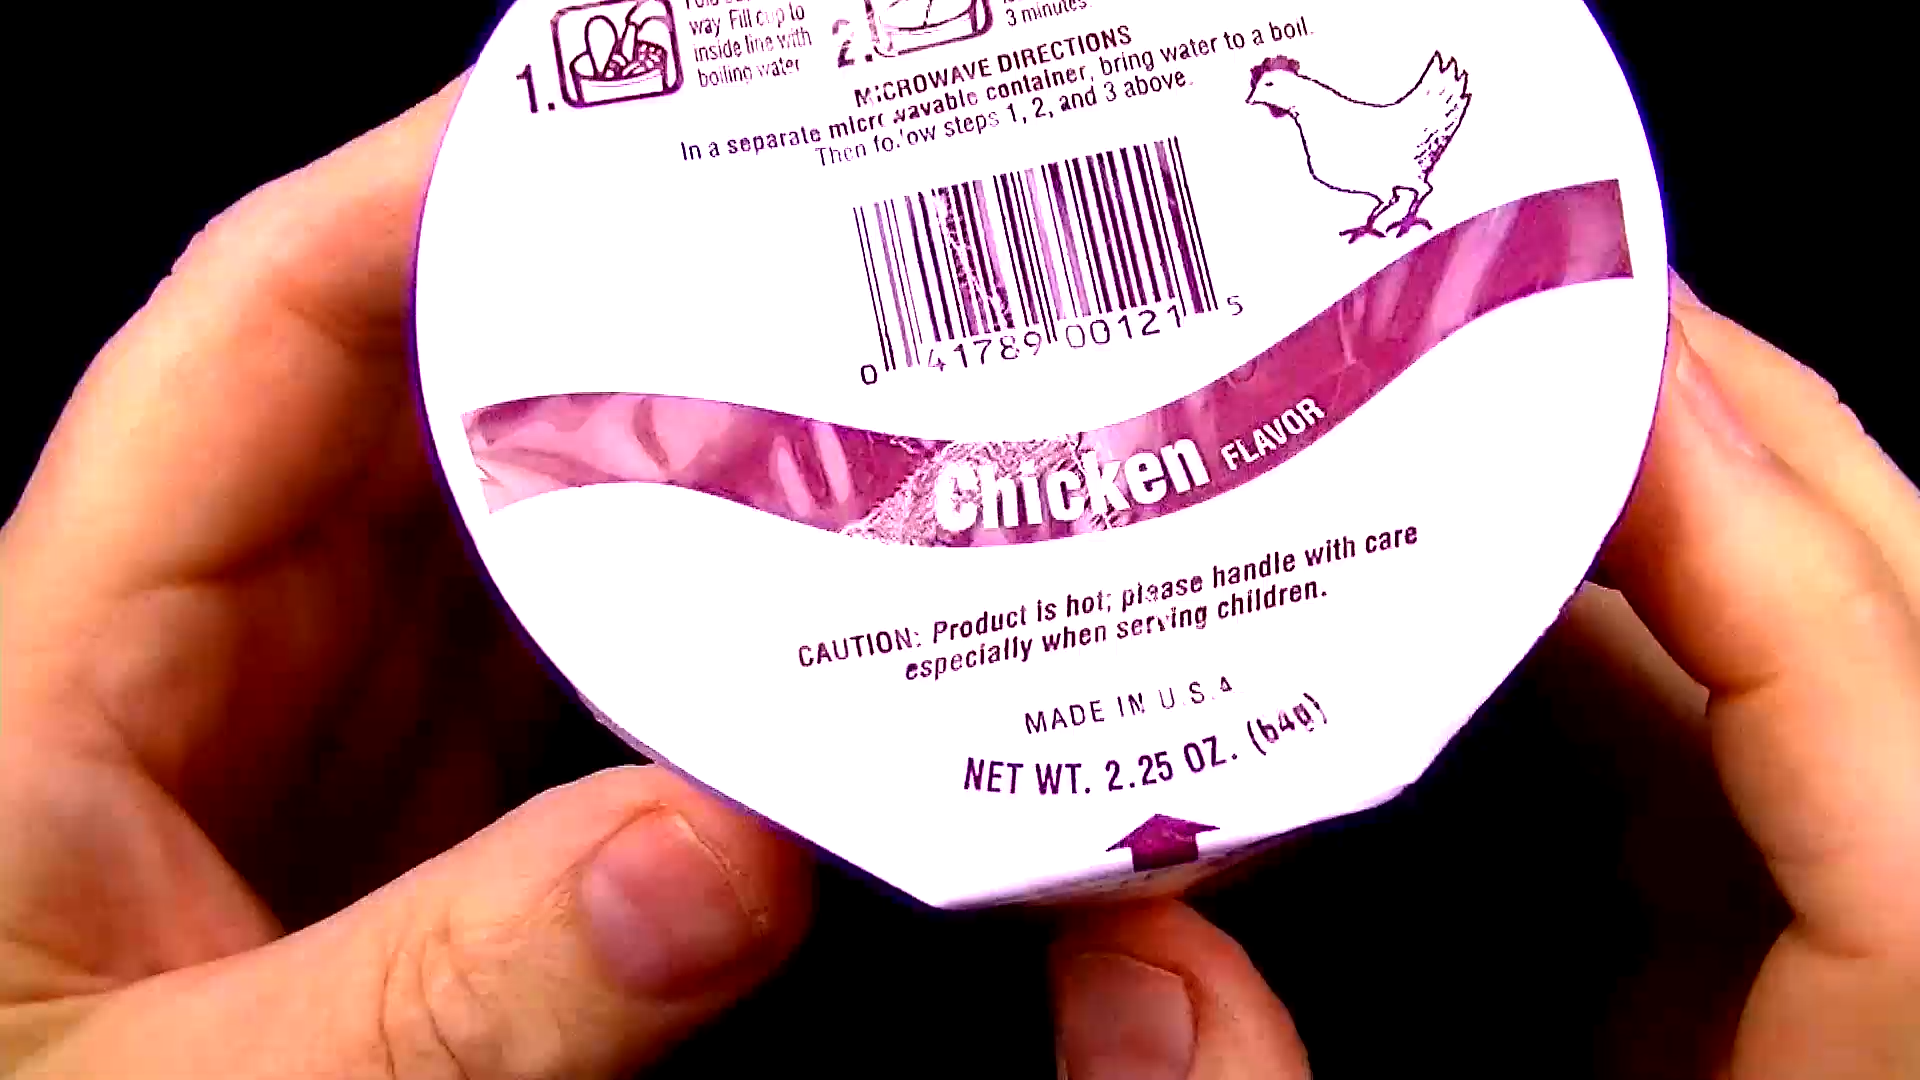 1.
way. Fill cup to
inside line with
boiling water
2.
3 minutes.
MICROWAVE DIRECTIONS
In a separate microwavable container, bring water to a boil.
Then follow steps 1, 2, and 3 above.
0 41789 00121 5
Chicken FLAVOR
CAUTION: Product is hot; please handle with care
especially when serving children.
MADE IN U.S.A.
NET WT. 2.25 OZ. (64g)